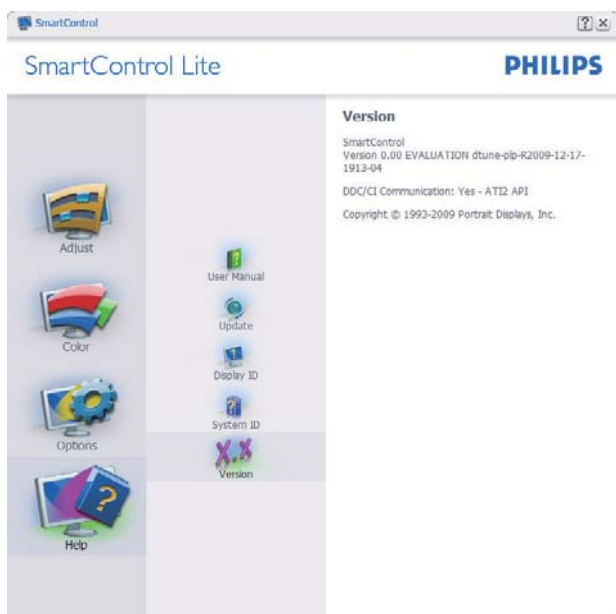 SmartControl
SmartControl Lite
PHILIPS
Adjust
Color
Options
Help
User Manual
Update
Display ID
System ID
X.X
Version
Version
SmartControl
Version 0.00 EVALUATION dtune-plp-R2009-12-17-
1913-04
DDC/CI Communication: Yes - ATI2 API
Copyright © 1993-2009 Portrait Displays, Inc.